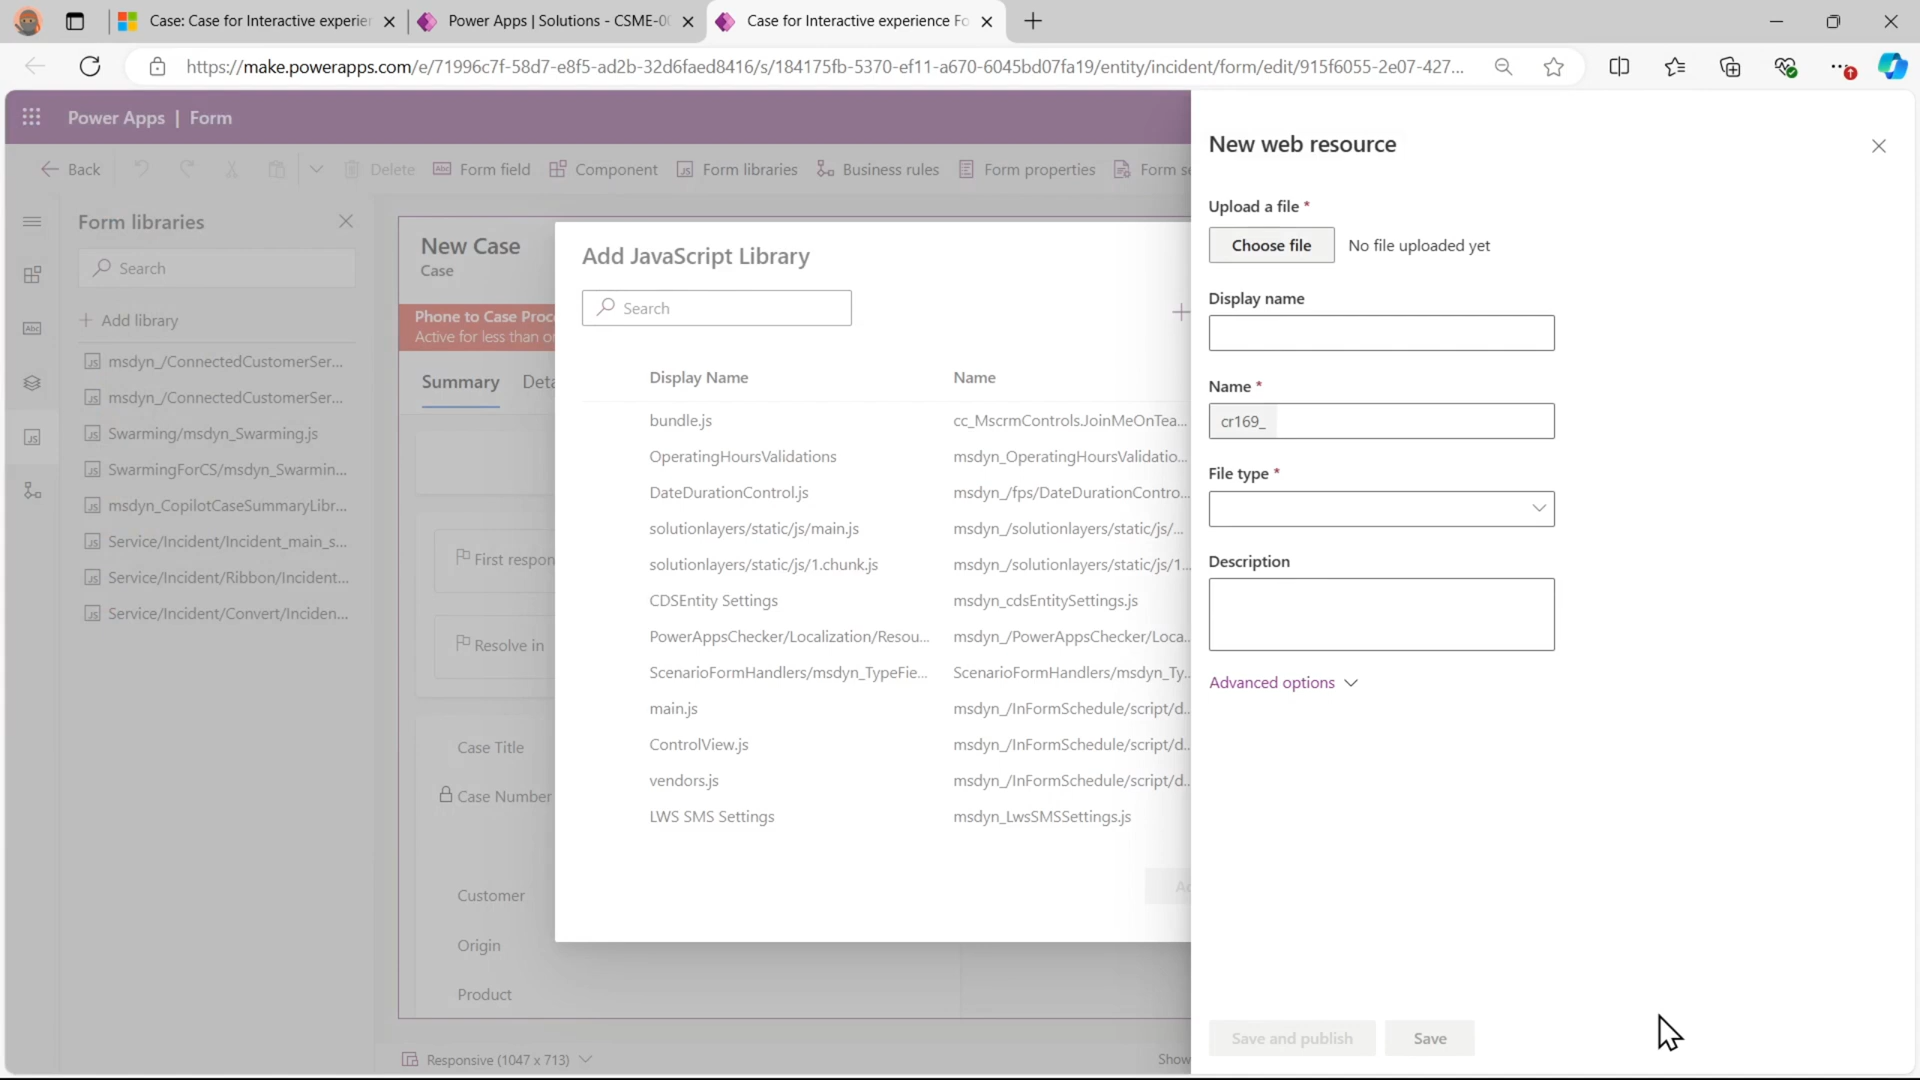 Case: Case for Interactive experier
Power Apps | Solutions - CSME-0
Case for Interactive experience Fo
https://make.powerapps.com/e/71996c7f-58d7-e8f5-ad2b-32d6faed8416/s/184175fb-5370-ef11-a670-6045bd07fa19/entity/incident/form/edit/915f6055-2e07-427...
Power Apps | Form
Back
Delete
Form field
Component
Form libraries
Business rules
Form properties
Form se
Form libraries
Search
Add library
msdyn_/ConnectedCustomerSer...
msdyn_/ConnectedCustomerSer...
Swarming/msdyn_Swarming.js
SwarmingForCS/msdyn_Swarmin...
msdyn_CopilotCaseSummaryLibr...
Service/Incident/Incident_main_s...
Service/Incident/Ribbon/Incident...
Service/Incident/Convert/Inciden...
New Case
Case
Phone to Case Proc
Active for less than o
Summary
Deta
First respon
Resolve in
Case Title
Case Number
Customer
Origin
Product
Responsive (1047 x 713)
Show
Add JavaScript Library
Search
Display Name
Name
bundle.js
cc_MscrmControls.JoinMeOnTea...
OperatingHoursValidations
msdyn_OperatingHoursValidatio...
DateDurationControl.js
msdyn_/fps/DateDurationContro...
solutionlayers/static/js/main.js
msdyn_/solutionlayers/static/js/...
solutionlayers/static/js/1.chunk.js
msdyn_/solutionlayers/static/js/1...
CDSEntity Settings
msdyn_cdsEntitySettings.js
PowerAppsChecker/Localization/Resou...
msdyn_/PowerAppsChecker/Loca...
ScenarioFormHandlers/msdyn_TypeFie...
ScenarioFormHandlers/msdyn_Ty...
main.js
msdyn_/InFormSchedule/script/d...
ControlView.js
msdyn_/InFormSchedule/script/d...
vendors.js
msdyn_/InFormSchedule/script/d...
LWS SMS Settings
msdyn_LwsSMSSettings.js
New web resource
Upload a file *
Choose file
No file uploaded yet
Display name
Name *
cr169_
File type *
Description
Advanced options
Save and publish
Save